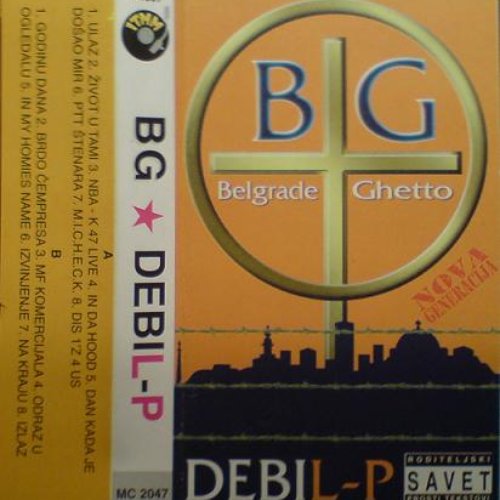 A
1. ULAZ 2. ŽIVOT U TAMI 3. NBA - K 47 LIVE 4. IN DA HOOD 5. DAN KADA JE
DOŠAO MIR 6. PTT ŠTENARA 7. M.I.C.H.E.C.K. 8. DIS 1'Z 4 US
B
1. GODINU DANA 2. BRDO ČEMPRESA 3. MF KOMERCIJALA 4. ODRAZ U
OGLEDALU 5. IN MY HOMIES NAME 6. IZVINJENJE 7. NA KRAJU 8. IZLAZ
ITMM
BG ★ DEBIL-P
MC 2047
BG
Belgrade Ghetto
NOVA
GENERACIJA
DEBIL-P
RODITELJSKI
SAVET